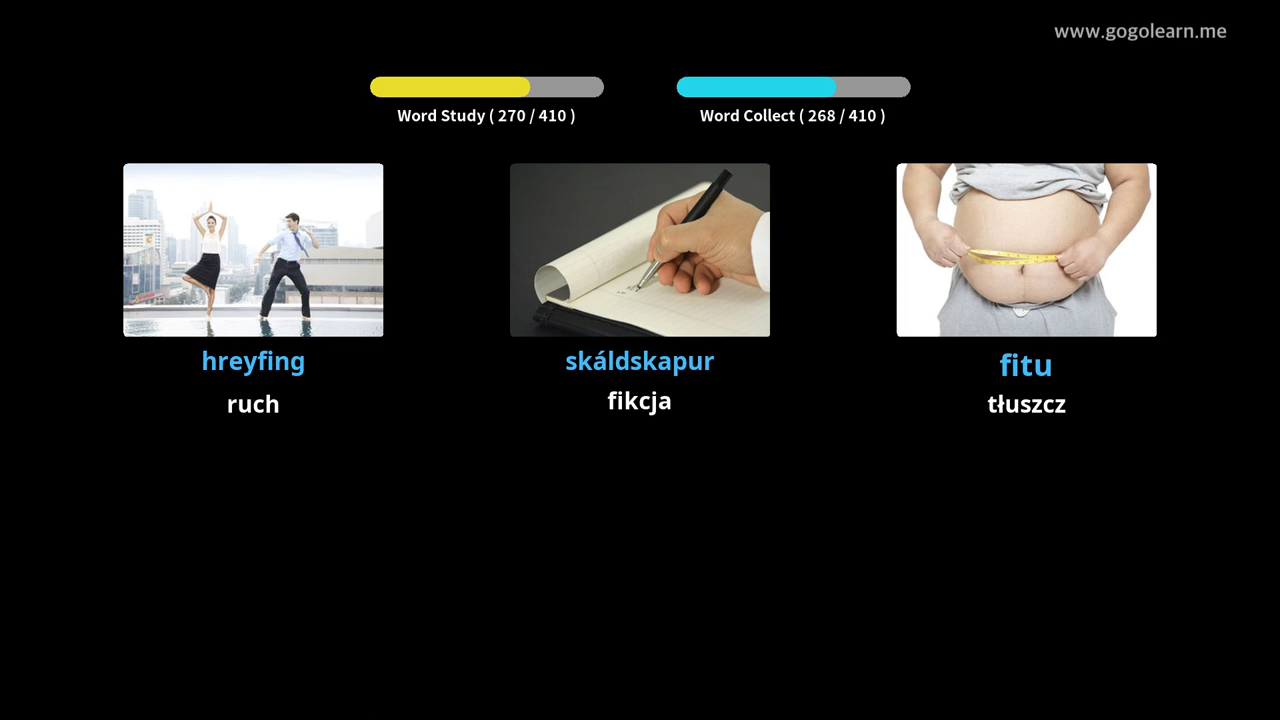 www.gogolearn.me
Word Study ( 270 / 410 )
Word Collect ( 268 / 410 )
hreyfing
skáldskapur
fitu
ruch
fikcja
tłuszcz